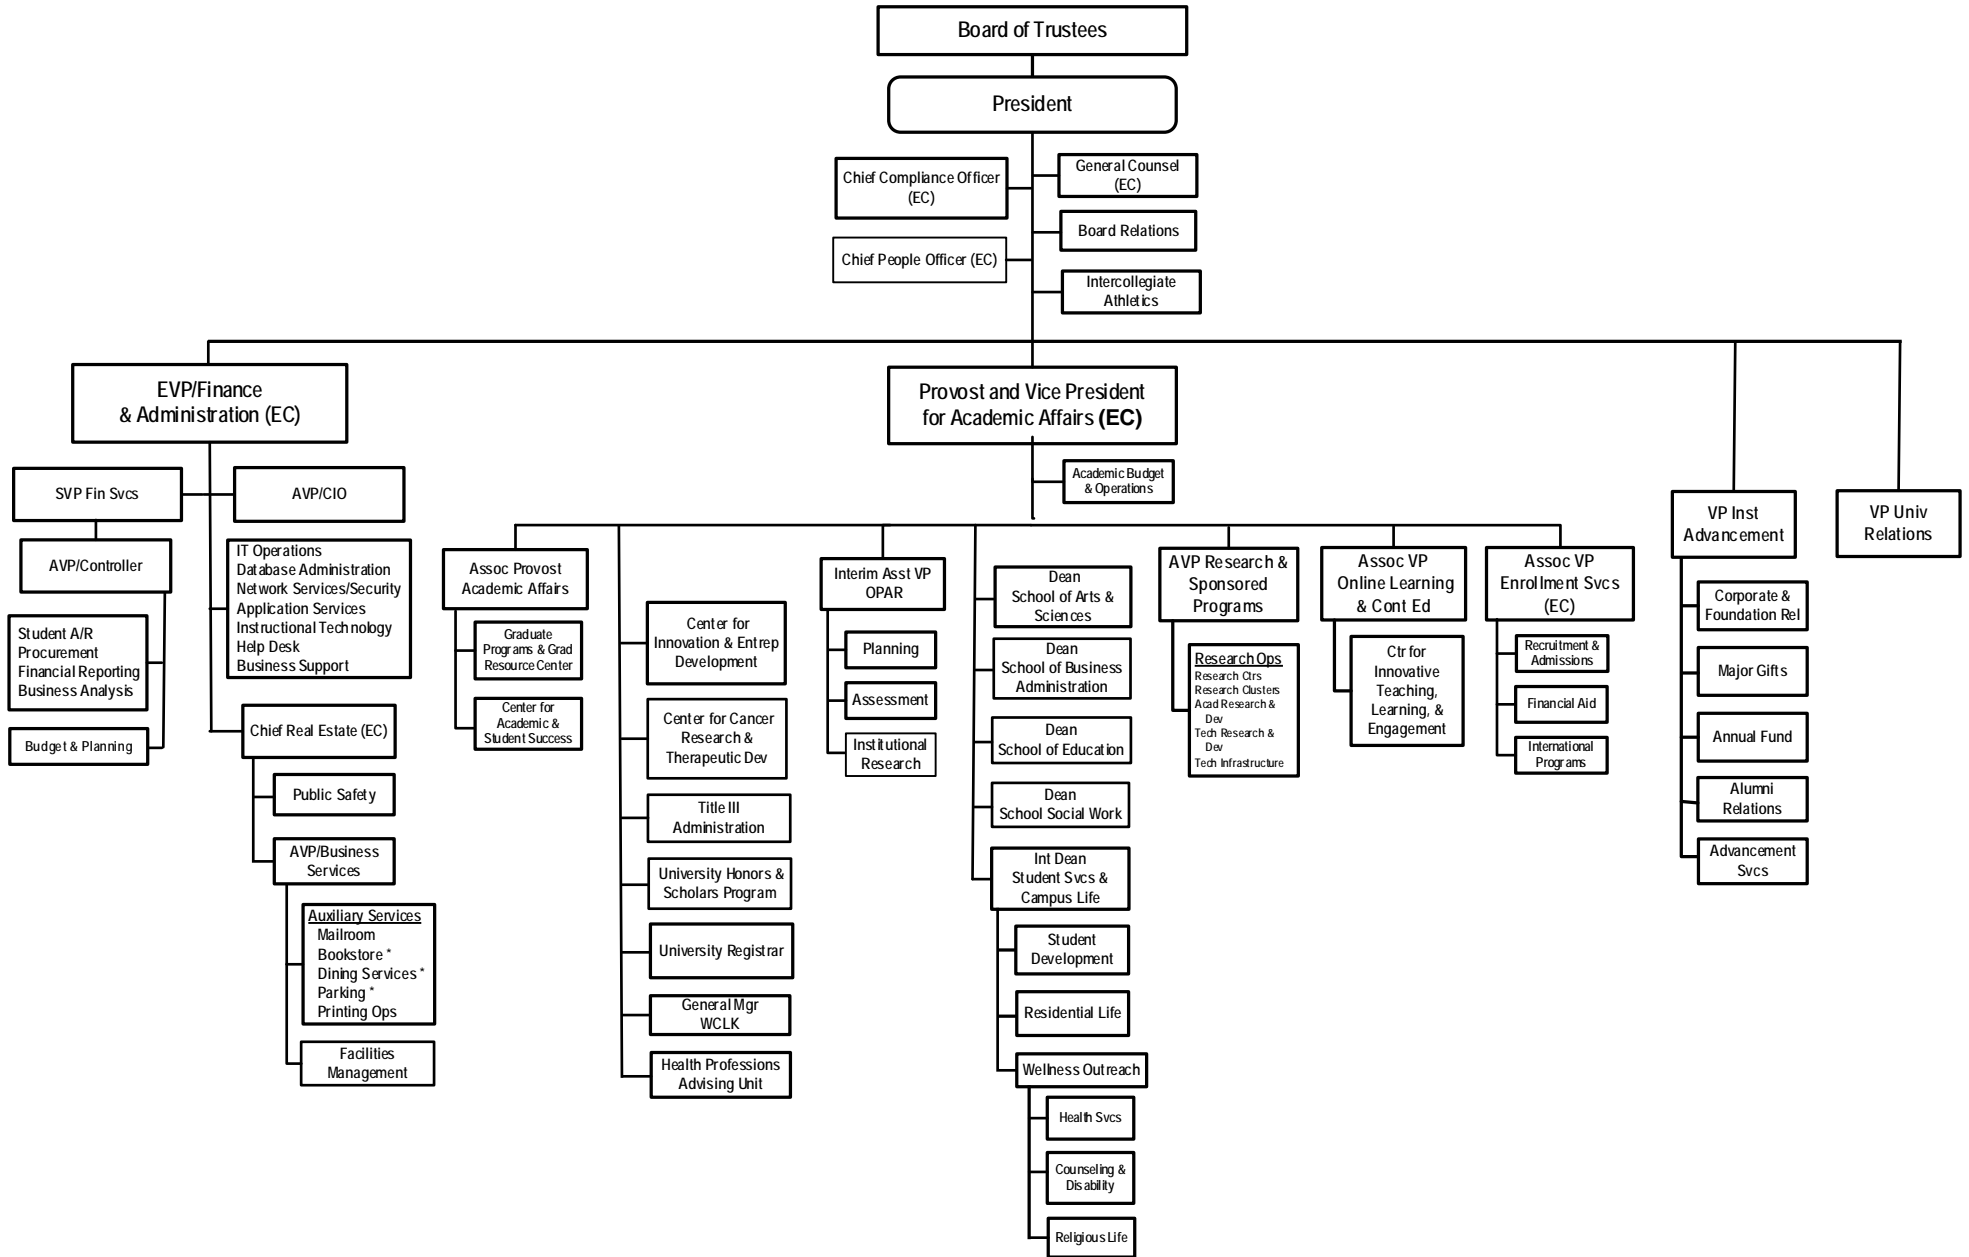 Board of Trustees
President
Chief Compliance Officer
(EC)
General Counsel
(EC)
Board Relations
Chief People Officer (EC)
Intercollegiate
Athletics
EVP/Finance
& Administration (EC)
Provost and Vice President
for Academic Affairs (EC)
Academic Budget
& Operations
SVP Fin Svcs
AVP/CIO
AVP/Controller
IT Operations
Database Administration
Network Services/Security
Application Services
Instructional Technology
Help Desk
Business Support
Student A/R
Procurement
Financial Reporting
Business Analysis
Budget & Planning
Chief Real Estate (EC)
Public Safety
AVP/Business
Services
Auxiliary Services
Mailroom
Bookstore *
Dining Services *
Parking *
Printing Ops
Facilities
Management
Assoc Provost
Academic Affairs
Graduate
Programs & Grad
Resource Center
Center for
Academic &
Student Success
Center for
Innovation & Entrep
Development
Center for Cancer
Research &
Therapeutic Dev
Title III
Administration
University Honors &
Scholars Program
University Registrar
General Mgr
WCLK
Health Professions
Advising Unit
Interim Asst VP
OPAR
Planning
Assessment
Institutional
Research
Dean
School of Arts &
Sciences
Dean
School of Business
Administration
Dean
School of Education
Dean
School Social Work
Int Dean
Student Svcs &
Campus Life
Student
Development
Residential Life
Wellness Outreach
Health Svcs
Counseling &
Disability
Religious Life
AVP Research &
Sponsored
Programs
Research Ops
Research Ctrs
Research Clusters
Acad Research &
Dev
Tech Research &
Dev
Tech Infrastructure
Assoc VP
Online Learning
& Cont Ed
Ctr for
Innovative
Teaching,
Learning, &
Engagement
Assoc VP
Enrollment Svcs
(EC)
Recruitment &
Admissions
Financial Aid
International
Programs
VP Inst
Advancement
Corporate &
Foundation Rel
Major Gifts
Annual Fund
Alumni
Relations
Advancement
Svcs
VP Univ
Relations